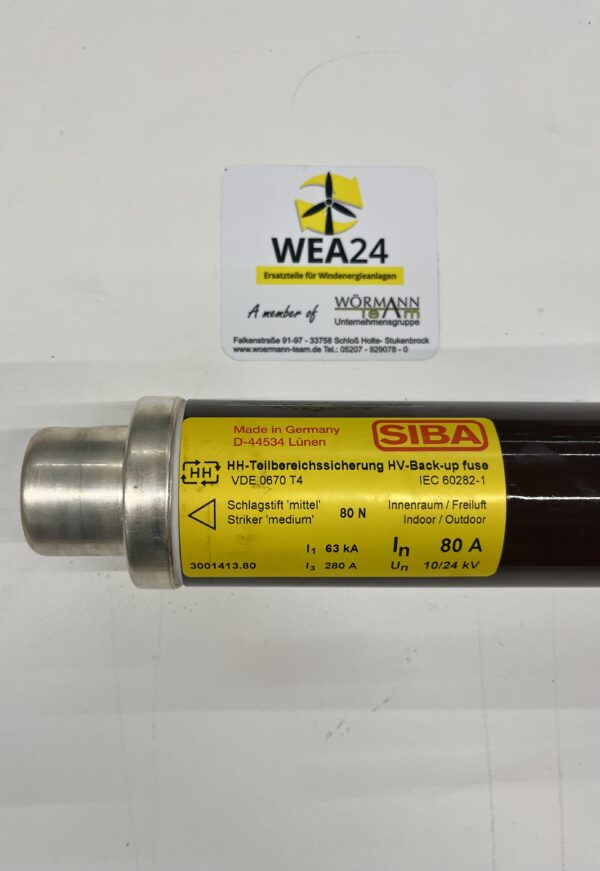 WEA24
Ersatzteile für Windenergieanlagen
A member of
WÖRMANN
TEAM
Unternehmensgruppe
Falkenstraße 91-97 - 33758 Schloß Holte- Stukenbrock
www.woermann-team.de Tel.: 05207 - 929078 - 0
Made in Germany
D-44534 Lünen
SIBA
HH
HH-Teilbereichssicherung HV-Back-up fuse
VDE 0670 T4 IEC 60282-1
Schlagstift 'mittel' 80 N Innenraum / Freiluft
Striker 'medium' Indoor / Outdoor
I1 63 kA In 80 A
3001413.80 I3 280 A Un 10/24 kV